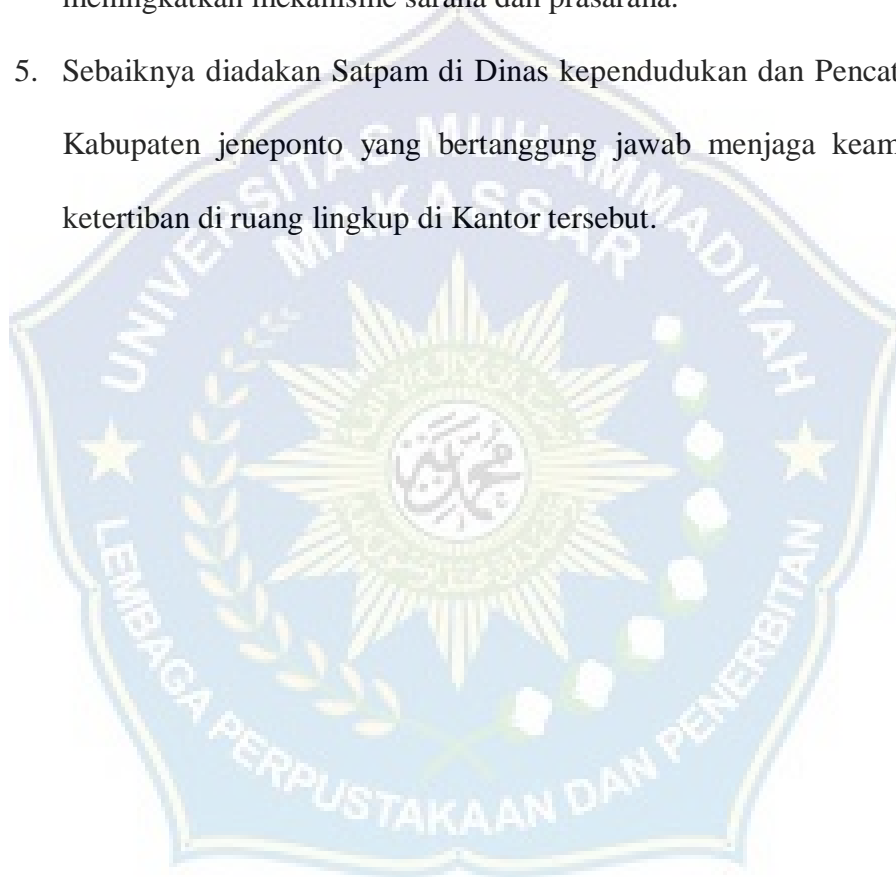 meningkatkan mekanisme sarana dan prasarana.
5. Sebaiknya diadakan Satpam di Dinas kependudukan dan Pencat
Kabupaten jeneponto yang bertanggung jawab menjaga keam
ketertiban di ruang lingkup di Kantor tersebut.
UNIVERSITAS MUHAMMADIYAH
MAKASSAR
LEMBAGA PERPUSTAKAAN DAN PENERBITAN